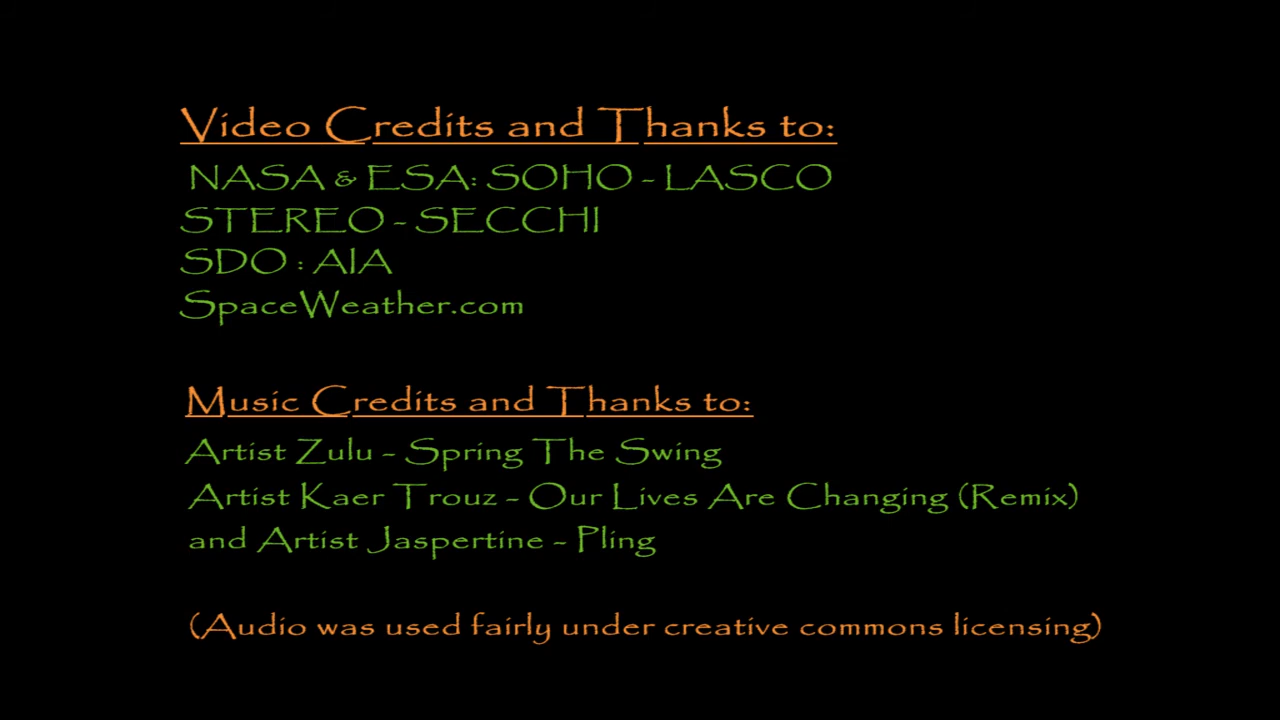 Video Credits and Thanks to:
NASA & ESA: SOHO - LASCO
STEREO - SECCHI
SDO : AIA
SpaceWeather.com
Music Credits and Thanks to:
Artist Zulu - Spring The Swing
Artist Kaer Trouz - Our Lives Are Changing (Remix)
and Artist Jaspertine - Pling
(Audio was used fairly under creative commons licensing)